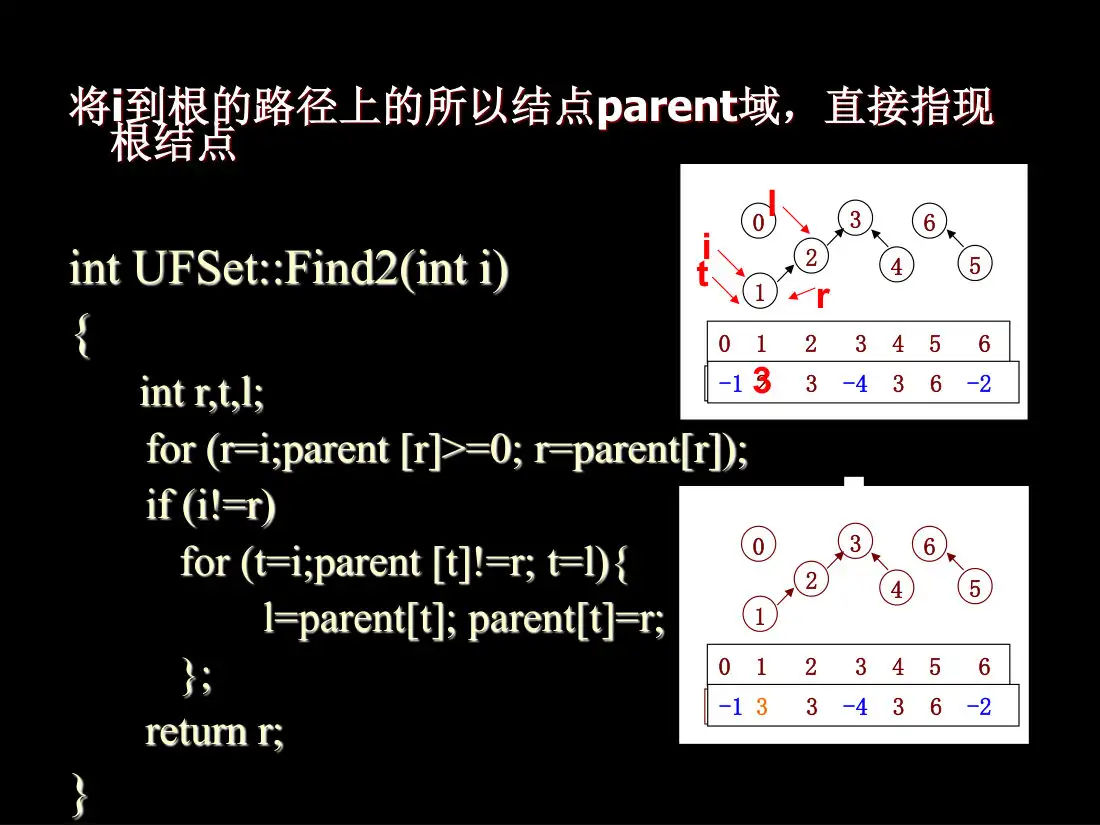 将i到根的路径上的所以结点parent域，直接指现
根结点
int UFSet::Find2(int i)
{
int r,t,l;
for (r=i;parent [r]>=0; r=parent[r]);
if (i!=r)
for (t=i;parent [t]!=r; t=l){
l=parent[t]; parent[t]=r;
};
return r;
}
l
0 3 6
i
2 4 5
t
1 r
0 1 2 3 4 5 6
-1 3 3 -4 3 6 -2
0 3 6
2 4 5
1
0 1 2 3 4 5 6
-1 3 3 -4 3 6 -2